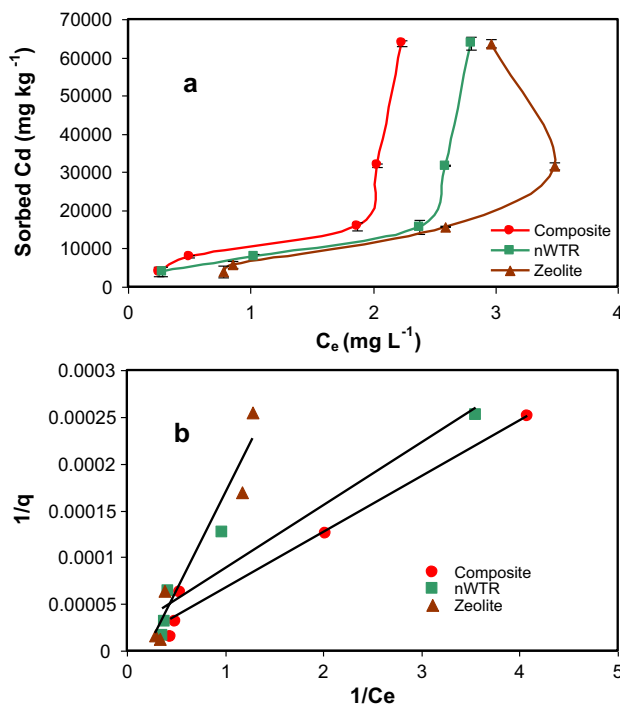 70000
60000
50000
40000
30000
20000
10000
0
Sorbed Cd (mg kg⁻¹)
a
Composite
nWTR
Zeolite
0 1 2 3 4
Cₑ (mg L⁻¹)
0.0003
0.00025
0.0002
0.00015
0.0001
0.00005
0
1/q
b
Composite
nWTR
Zeolite
0 1 2 3 4 5
1/Ce